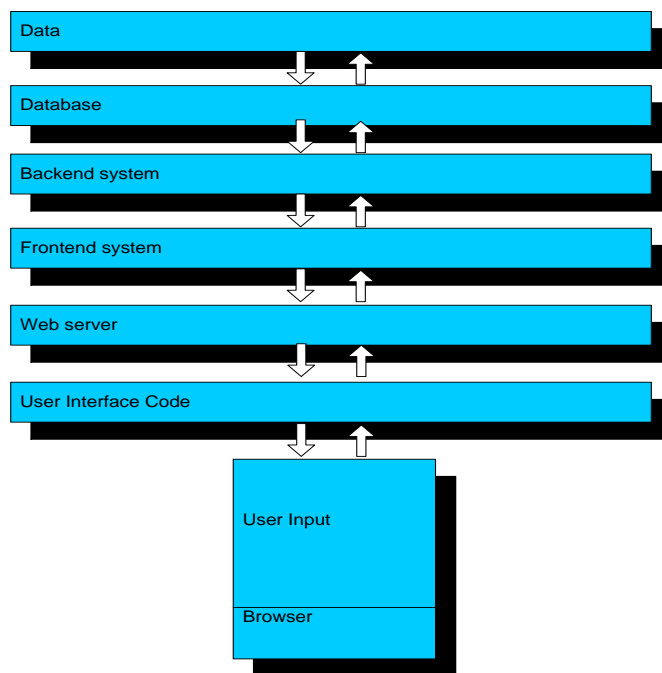 Data
Database
Backend system
Frontend system
Web server
User Interface Code
User Input
Browser